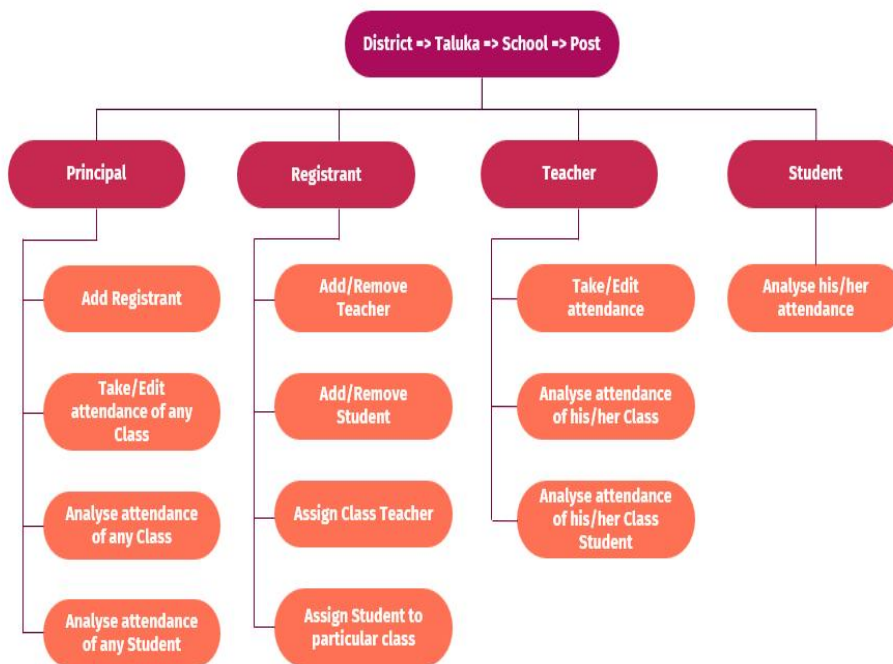 District => Taluka => School => Post
Principal
Registrant
Teacher
Student
Add Registrant
Take/Edit
attendance of any
Class
Analyse attendance
of any Class
Analyse attendance
of any Student
Add/Remove
Teacher
Add/Remove
Student
Assign Class Teacher
Assign Student to
particular class
Take/Edit
attendance
Analyse attendance
of his/her Class
Analyse attendance
of his/her Class
Student
Analyse his/her
attendance